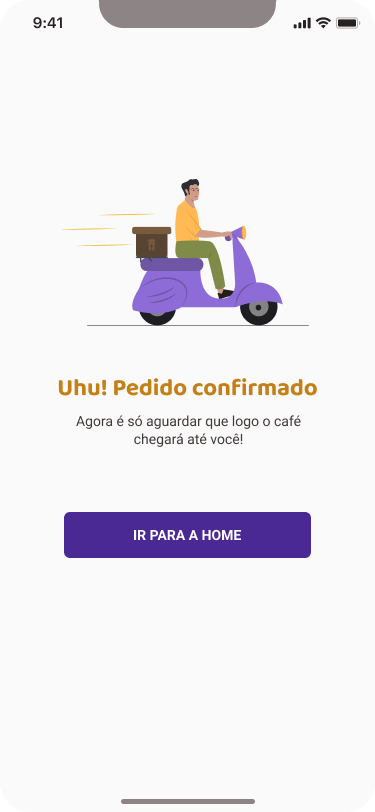 9:41
Uhu! Pedido confirmado
Agora é só aguardar que logo o café
chegará até você!
IR PARA A HOME